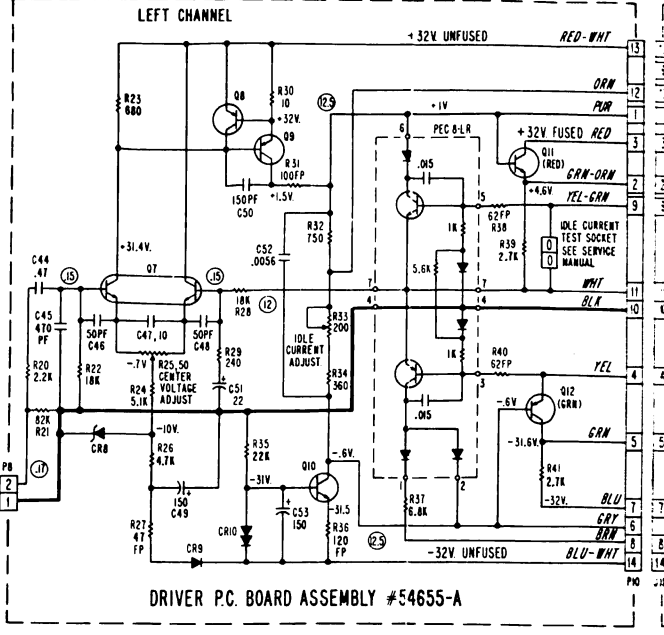 LEFT CHANNEL
+32V. UNFUSED
RED-WHT
13
ORN
12
+1V
PUR
1
R23
680
Q8
R30
10
+32V.
Q9
12.5
R31
100FP
150PF
C50
+1.5V.
6
PEC 8-LR
.015
+32V. FUSED
RED
3
Q11
(RED)
GRN-ORN
2
+4.6V.
5
YEL-GRN
9
62FP
R38
R39
2.7K
IDLE CURRENT
TEST SOCKET
SEE SERVICE
MANUAL
0
0
+31.4V.
C52
.0056
R32
750
1K
5.6K
C44
.47
.15
Q7
.15
18K
R28
12
7
7
WHT
11
4
4
BLK
10
C45
470
PF
50PF
C46
C47,10
50PF
C48
R33
200
IDLE
CURRENT
ADJUST
1K
-.7V
R25,50
CENTER
VOLTAGE
ADJUST
R29
240
R20
2.2K
R22
18K
R24
5.1K
C51
22
R34
360
3
R40
62FP
YEL
4
.015
-.6V.
Q12
(GRN)
82K
R21
-10V.
CR8
R26
4.7K
R35
22K
-.6V.
-31.6V.
GRN
5
P8
2
1
.17
-31V.
Q10
R41
2.7K
150
C49
C53
150
-31.5
1
2
R37
6.8K
-32V.
BLU
7
R27
47
FP
CR10
R36
120
FP
12.5
GRY
6
BRN
8
CR9
-32V. UNFUSED
BLU-WHT
14
P10
DRIVER P.C. BOARD ASSEMBLY #54655-A